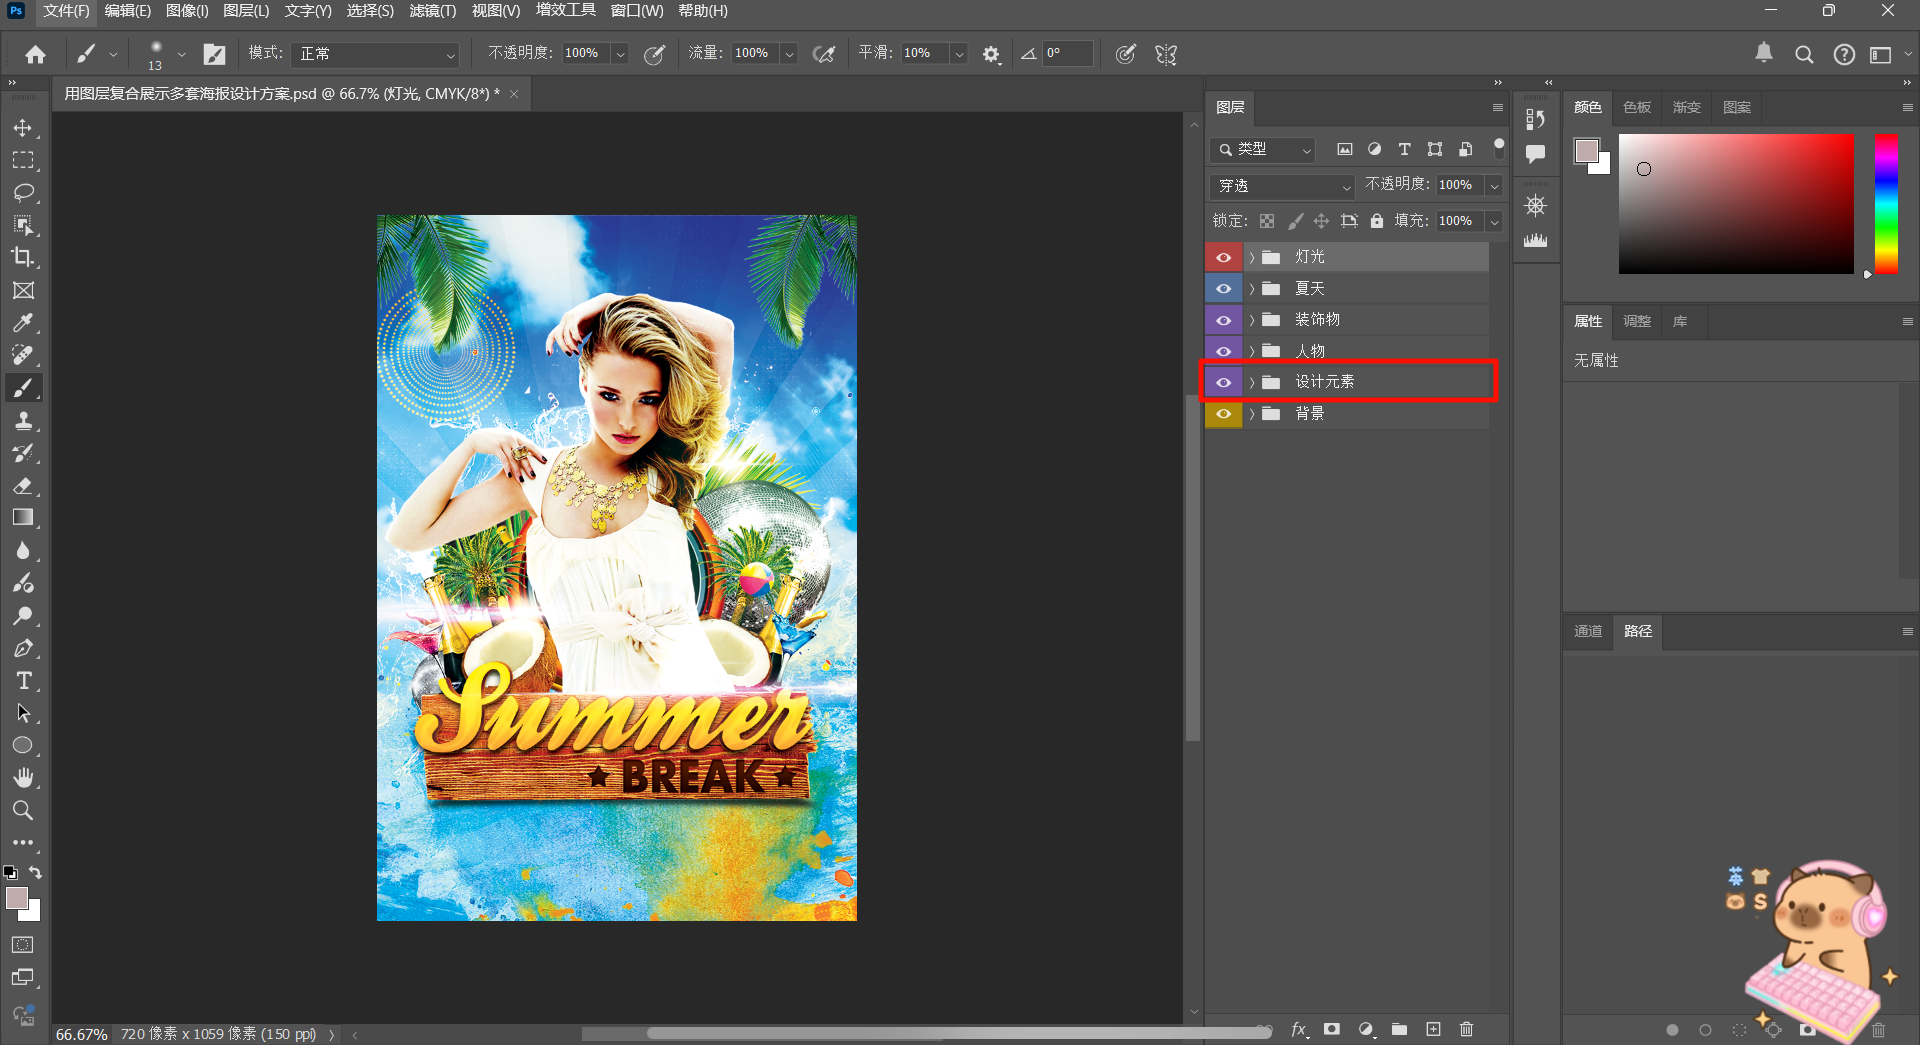 Ps 文件(F) 编辑(E) 图像(I) 图层(L) 文字(Y) 选择(S) 滤镜(T) 视图(V) 增效工具 窗口(W) 帮助(H)
13 模式: 正常 不透明度: 100% 流量: 100% 平滑: 10% 0°
用图层复合展示多套海报设计方案.psd @ 66.7% (灯光, CMYK/8*) *
图层
类型
穿透 不透明度: 100%
锁定: 填充: 100%
灯光
夏天
装饰物
人物
设计元素
背景
颜色 色板 渐变 图案
属性 调整 库
无属性
通道 路径
Summer
BREAK
英
S
66.67% 720 像素 x 1059 像素 (150 ppi)
fx